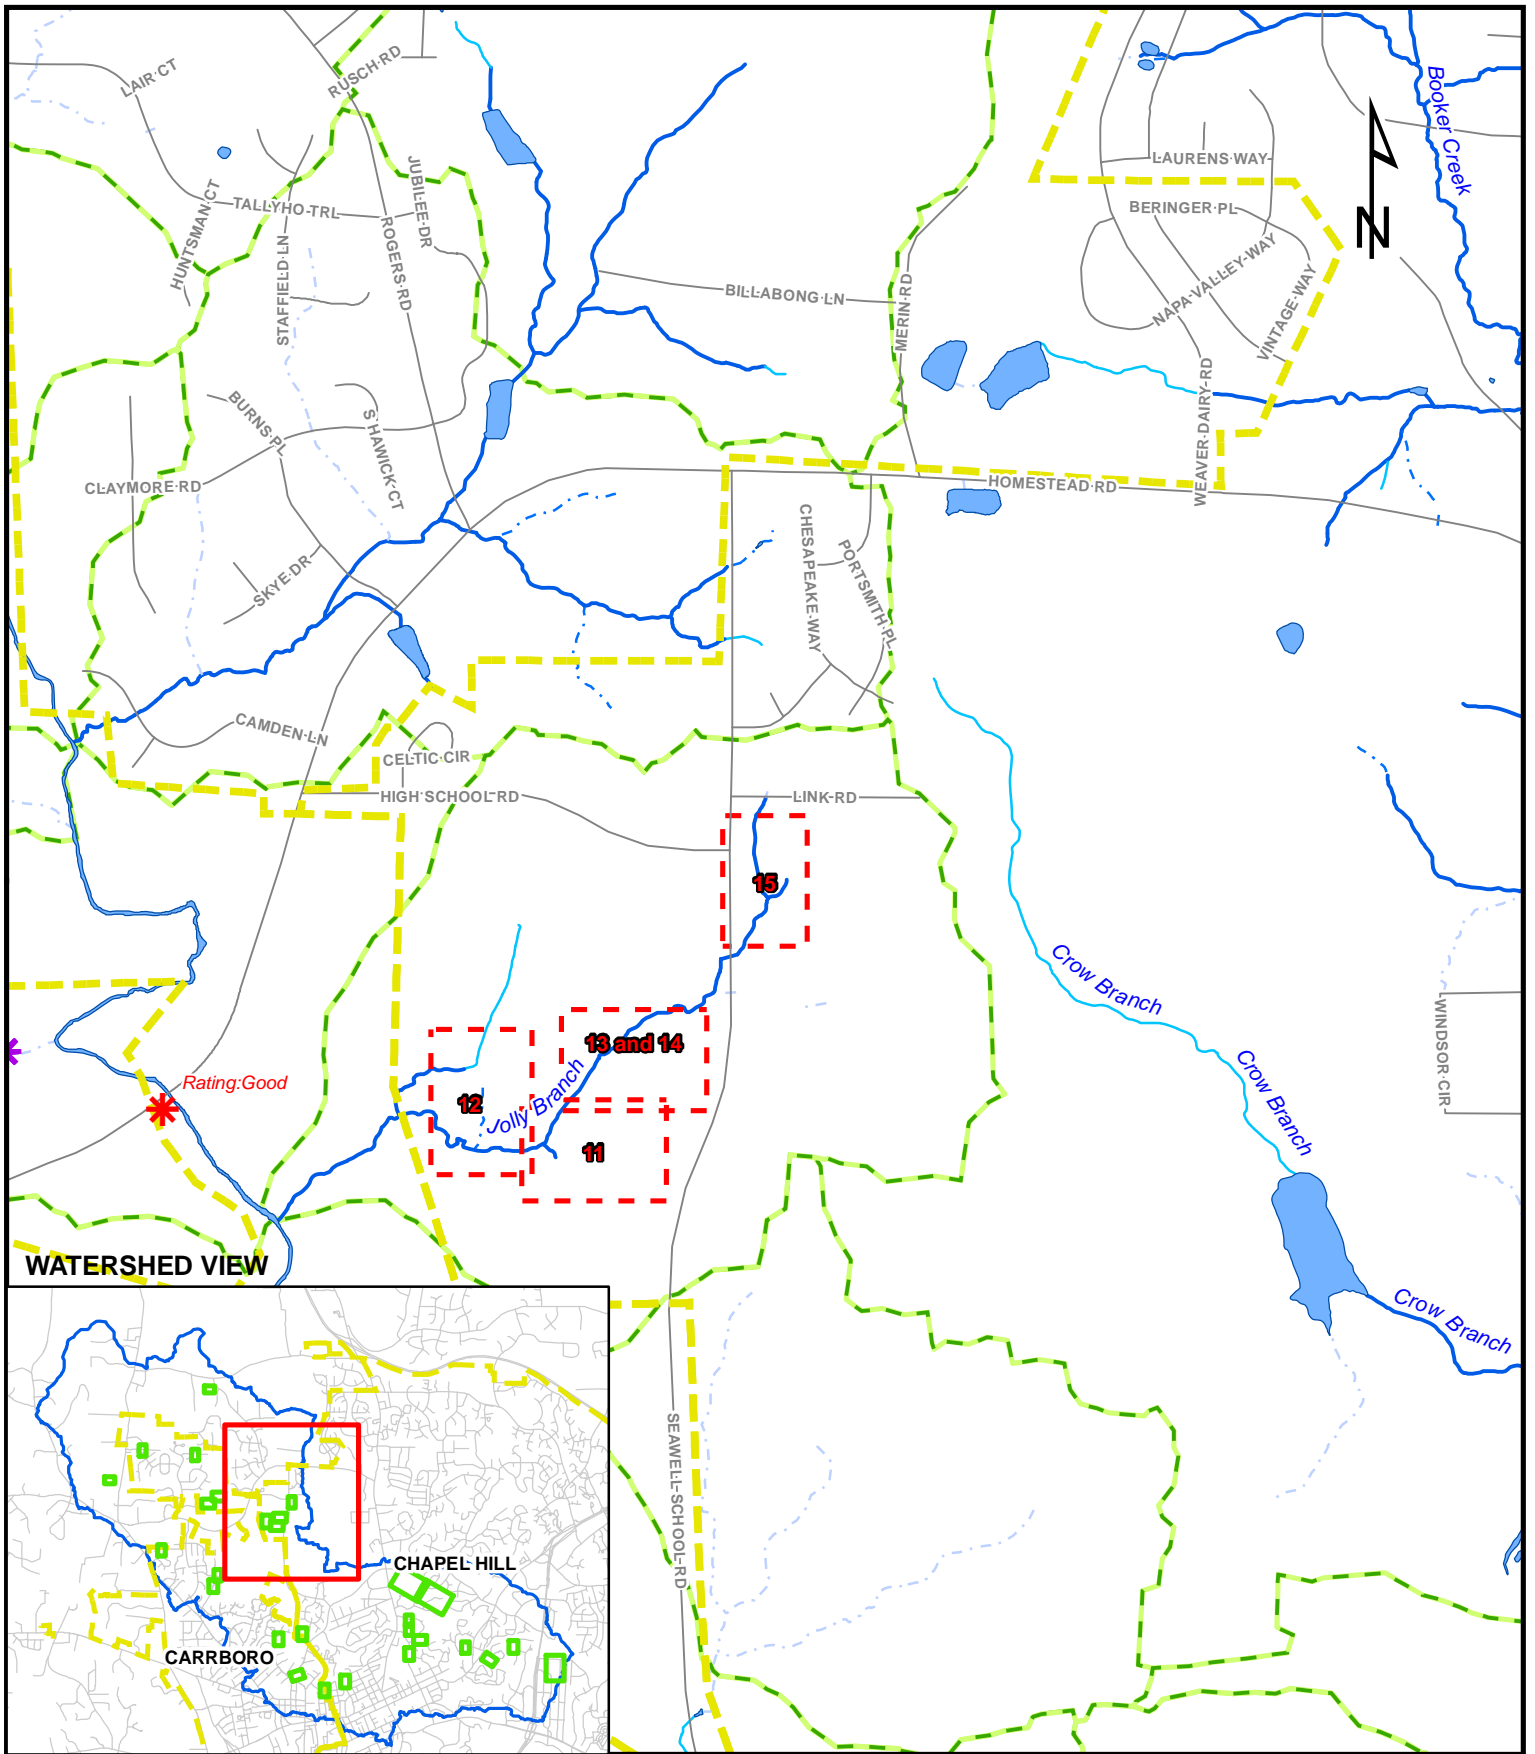 LAIR CT
RUSCH RD
Booker Creek
JUBILEE DR
LAURENS WAY
HUNTSMAN CT
TALLYHO TRL
BERINGER PL
N
STAFFIELD LN
ROGERS RD
NAPA VALLEY WAY
BILLABONG LN
MERIN RD
VINTAGE WAY
BURNS PL
S HAWICK CT
WEAVER DAIRY RD
CLAYMORE RD
HOMESTEAD RD
CHESAPEAKE WAY
PORTSMITH PL
SKYE DR
CAMDEN LN
CELTIC CIR
HIGH SCHOOL RD
LINK RD
15
Crow Branch
WINDSOR CIR
13 and 14
Rating:Good
Crow Branch
12
Jolly Branch
11
WATERSHED VIEW
Crow Branch
SEAWELL SCHOOL RD
CHAPEL HILL
CARRBORO